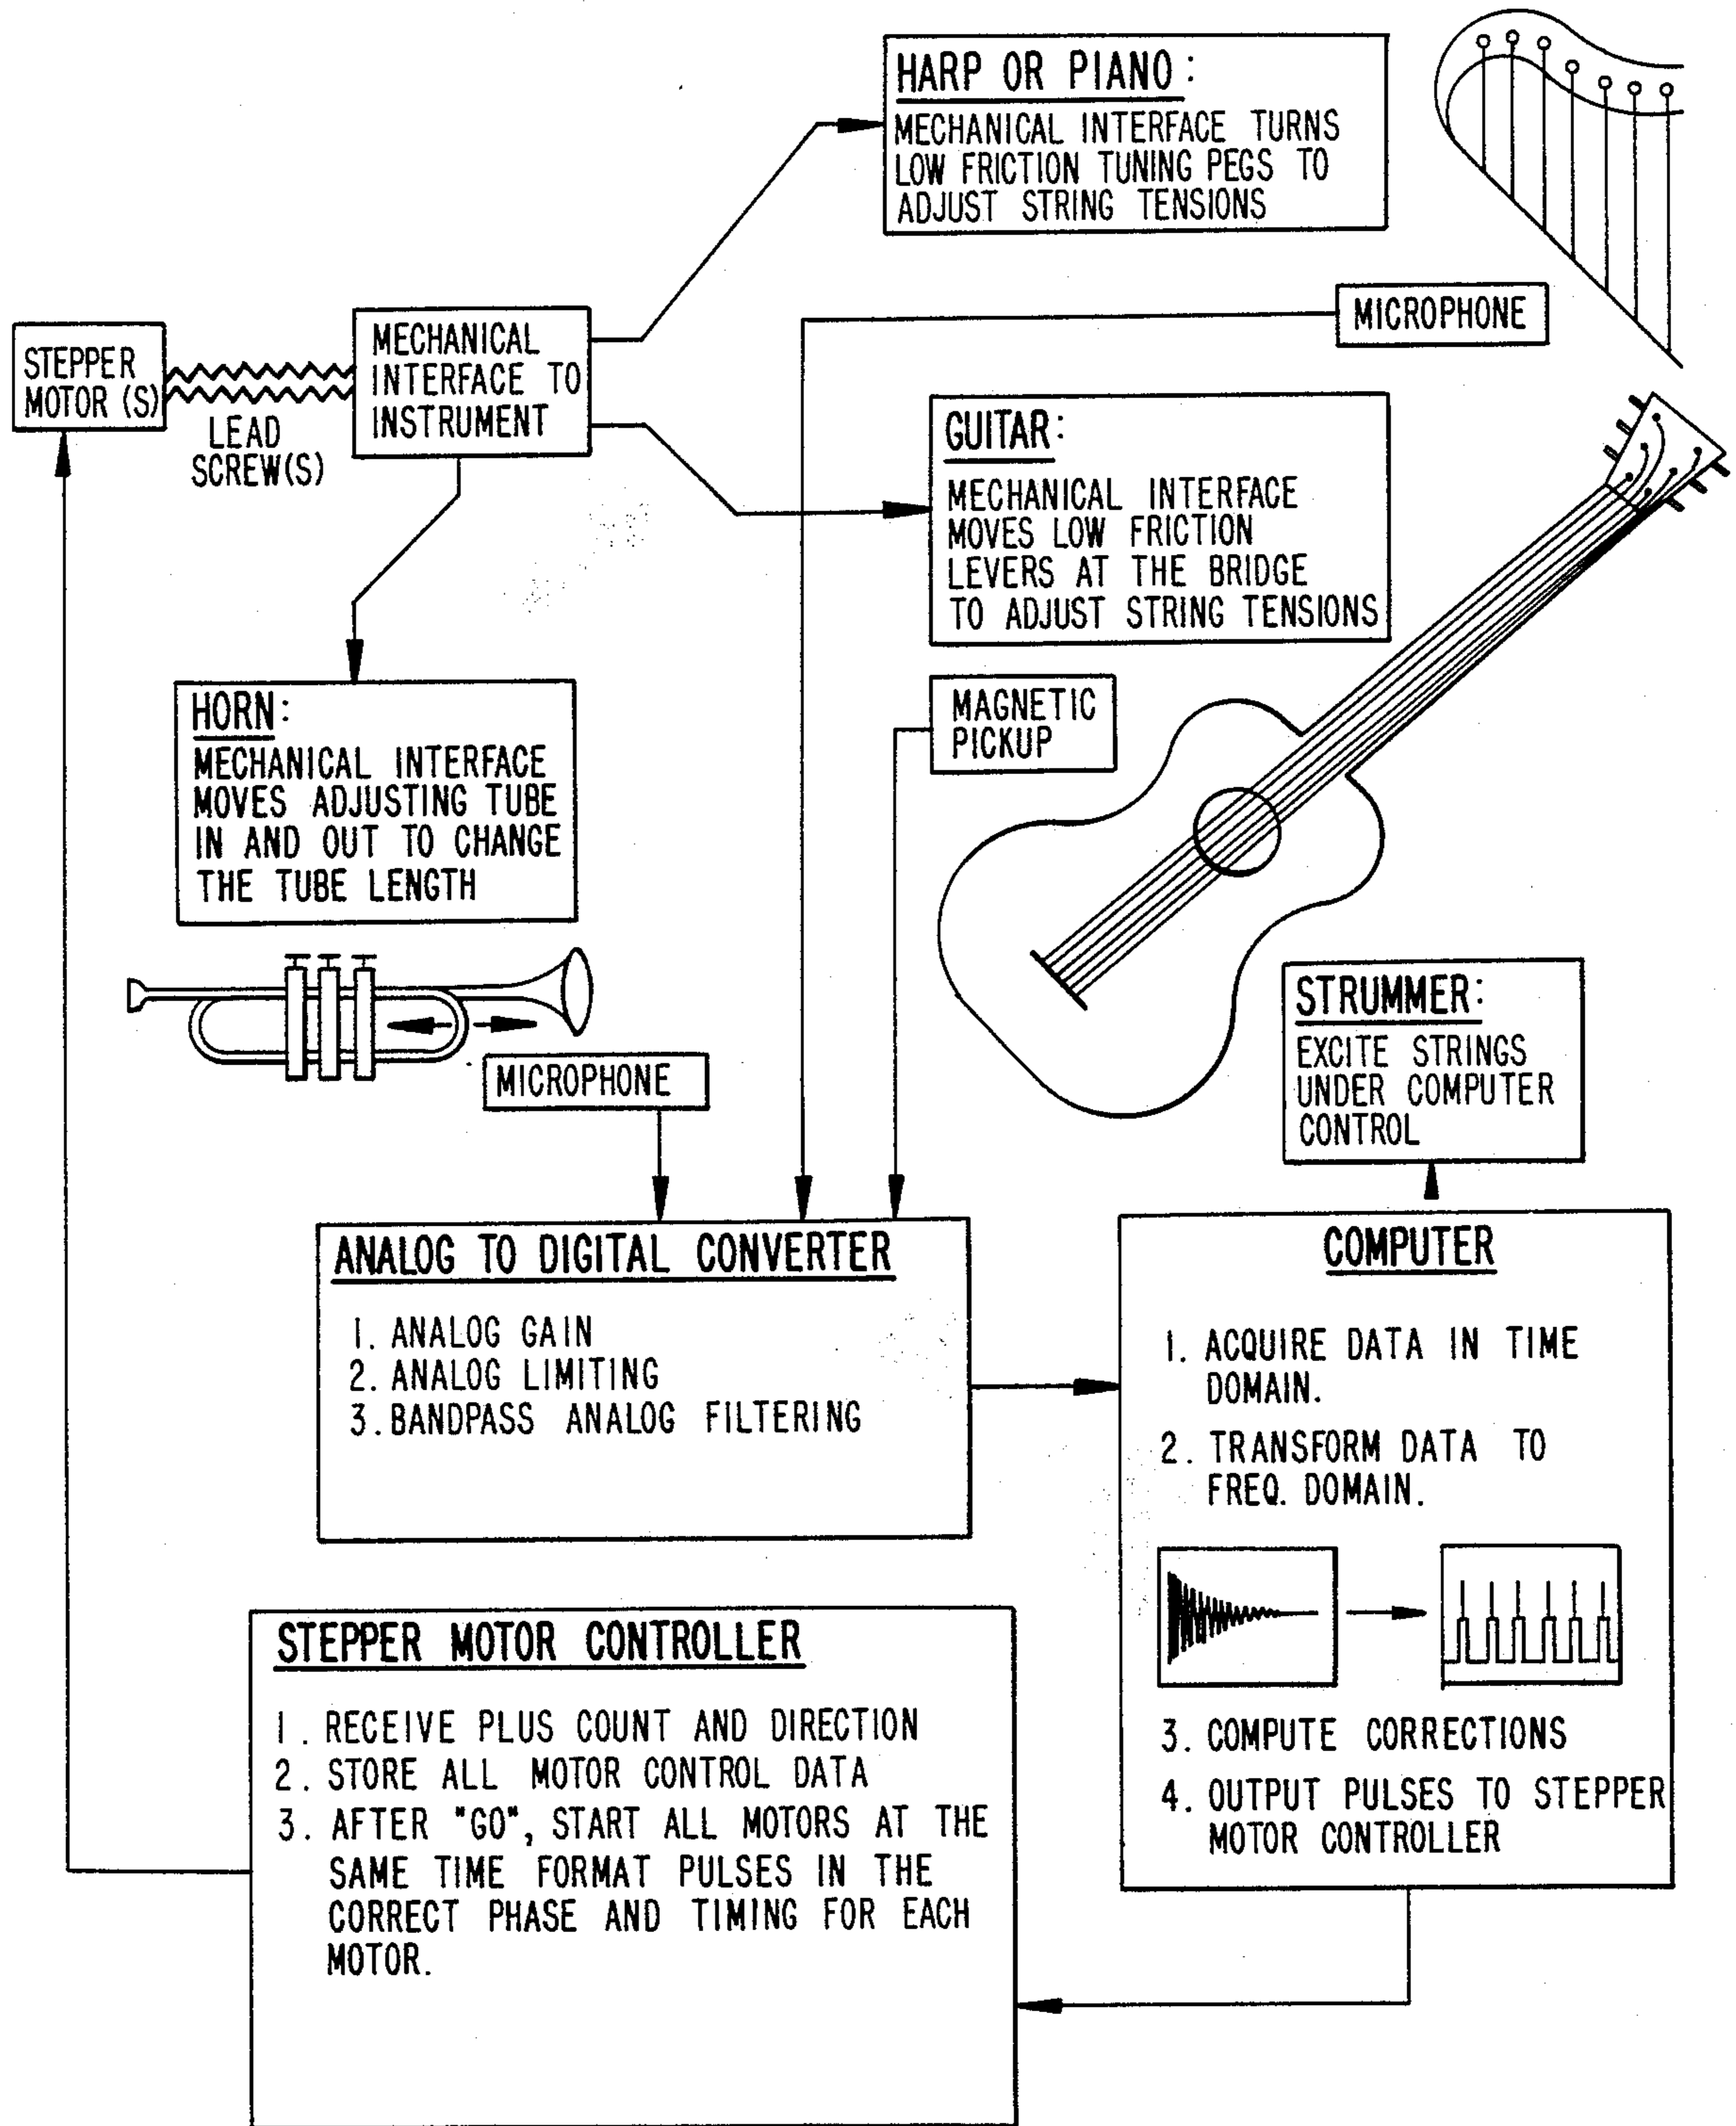 HARP OR PIANO:
MECHANICAL INTERFACE TURNS
LOW FRICTION TUNING PEGS TO
ADJUST STRING TENSIONS
MICROPHONE
STEPPER
MOTOR (S)
LEAD
SCREW(S)
MECHANICAL
INTERFACE TO
INSTRUMENT
GUITAR:
MECHANICAL INTERFACE
MOVES LOW FRICTION
LEVERS AT THE BRIDGE
TO ADJUST STRING TENSIONS
HORN:
MECHANICAL INTERFACE
MOVES ADJUSTING TUBE
IN AND OUT TO CHANGE
THE TUBE LENGTH
MAGNETIC
PICKUP
MICROPHONE
STRUMMER:
EXCITE STRINGS
UNDER COMPUTER
CONTROL
ANALOG TO DIGITAL CONVERTER
1. ANALOG GAIN
2. ANALOG LIMITING
3. BANDPASS ANALOG FILTERING
COMPUTER
1. ACQUIRE DATA IN TIME
DOMAIN.
2. TRANSFORM DATA TO
FREQ. DOMAIN.
3. COMPUTE CORRECTIONS
4. OUTPUT PULSES TO STEPPER
MOTOR CONTROLLER
STEPPER MOTOR CONTROLLER
1. RECEIVE PLUS COUNT AND DIRECTION
2. STORE ALL MOTOR CONTROL DATA
3. AFTER "GO", START ALL MOTORS AT THE
SAME TIME FORMAT PULSES IN THE
CORRECT PHASE AND TIMING FOR EACH
MOTOR.